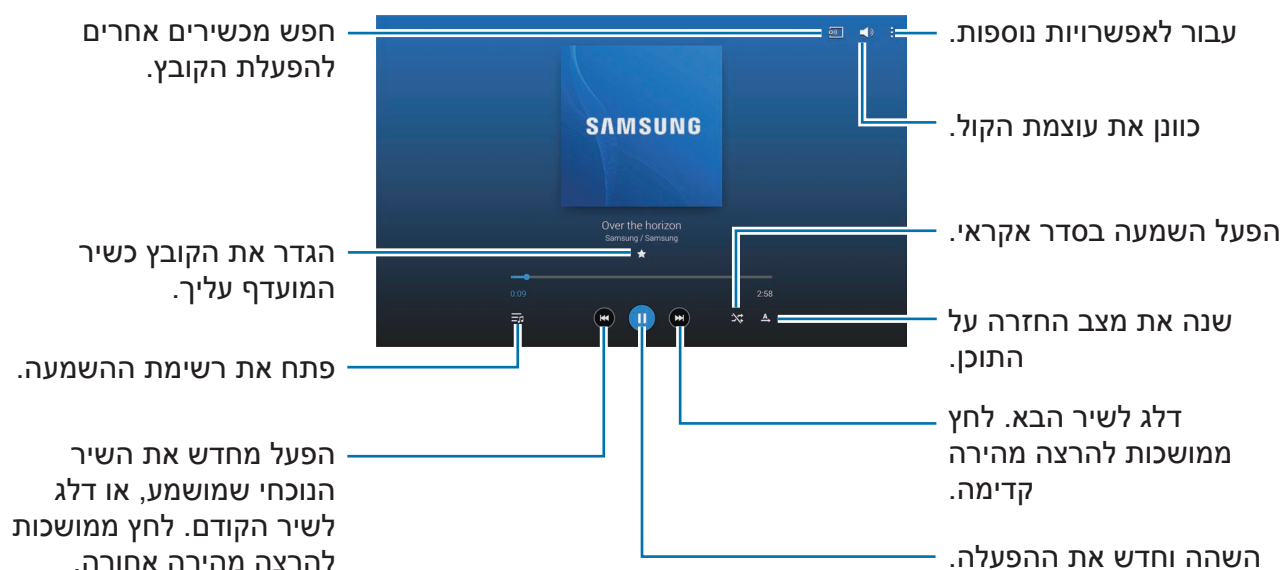 עבור לאפשרויות נוספות.
כוונן את עוצמת הקול.
הפעל השמעה בסדר אקראי.
שנה את מצב החזרה על
התוכן.
דלג לשיר הבא. לחץ
ממושכות להרצה מהירה
קדימה.
השהה וחדש את ההפעלה.
SAMSUNG
Over the horizon
Samsung / Samsung
0:09
2:58
חפש מכשירים אחרים
להפעלת הקובץ.
הגדר את הקובץ כשיר
המועדף עליך.
פתח את רשימת ההשמעה.
הפעל מחדש את השיר
הנוכחי שמושמע, או דלג
לשיר הקודם. לחץ ממושכות
להרצה מהירה אחורה.